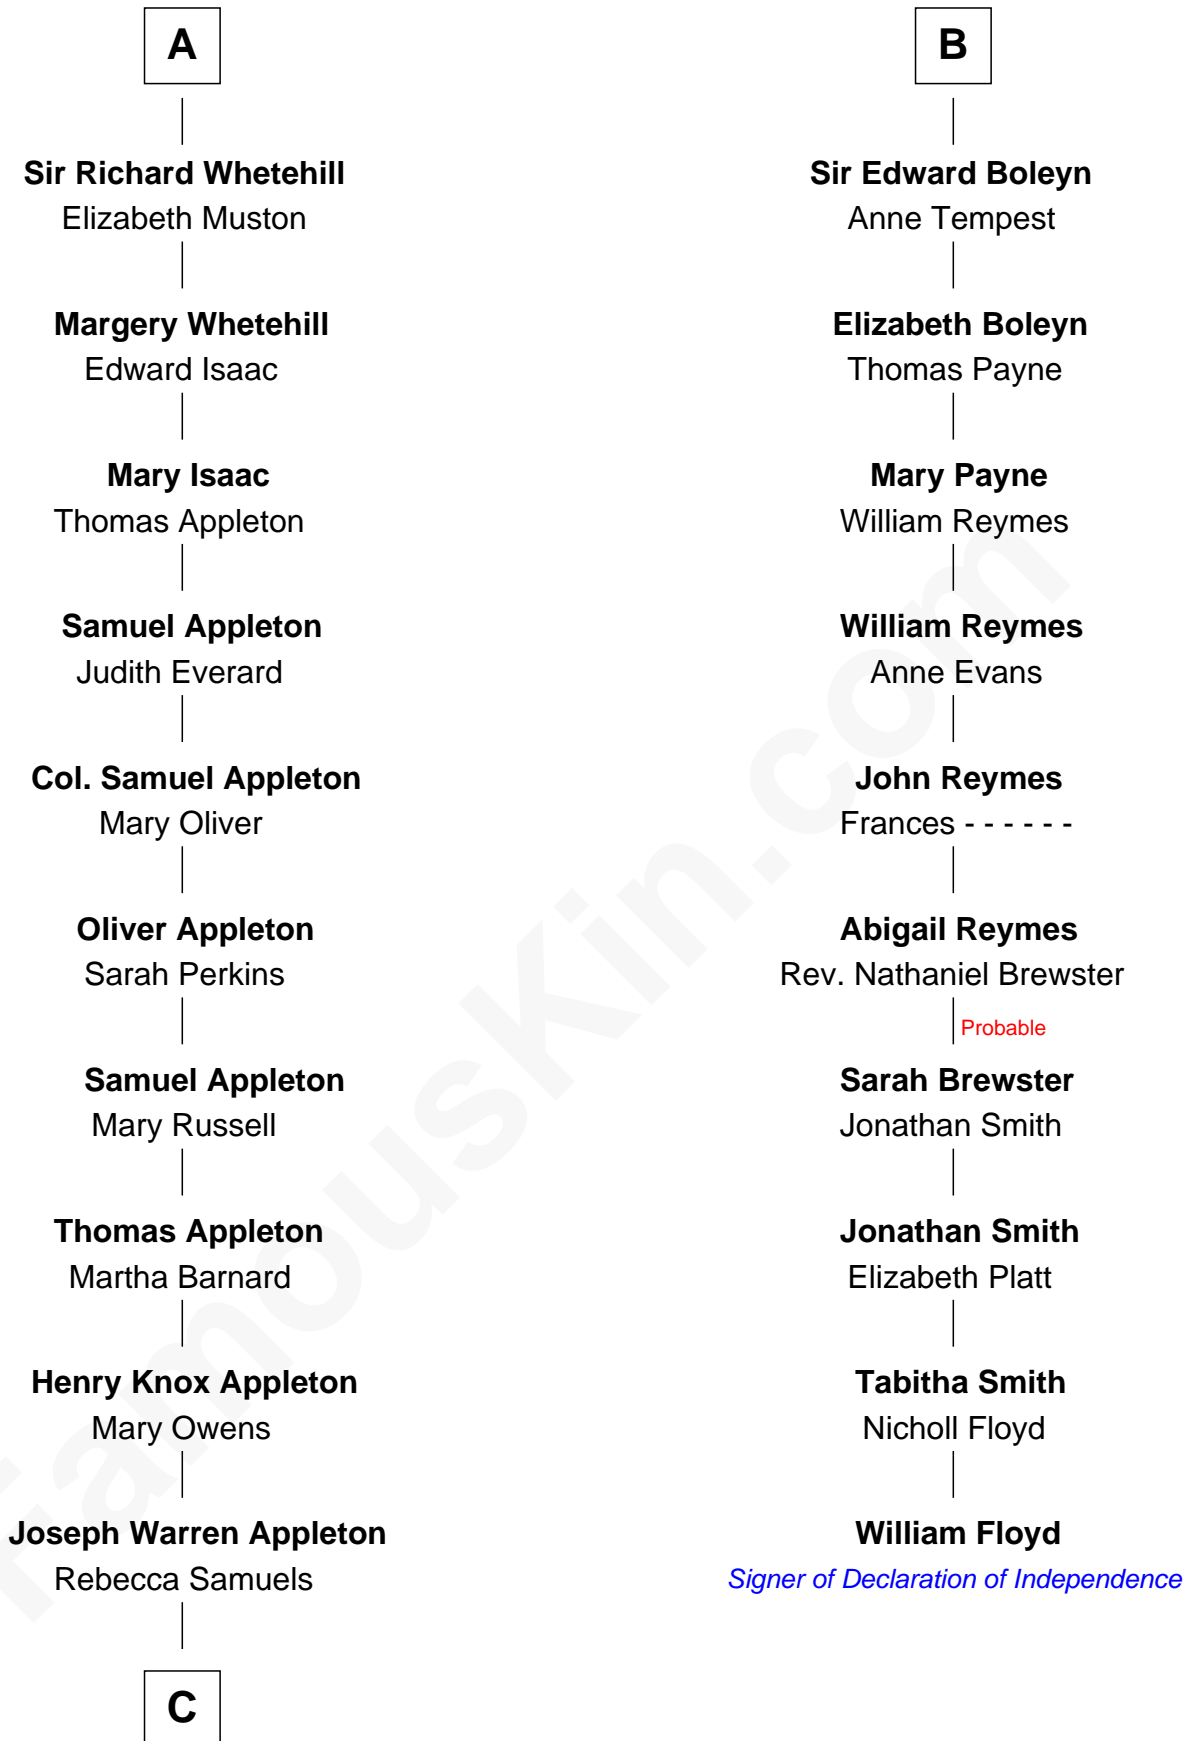 A
Sir Richard Whetehill
Elizabeth Muston
Margery Whetehill
Edward Isaac
Mary Isaac
Thomas Appleton
Samuel Appleton
Judith Everard
Col. Samuel Appleton
Mary Oliver
Oliver Appleton
Sarah Perkins
Samuel Appleton
Mary Russell
Thomas Appleton
Martha Barnard
Henry Knox Appleton
Mary Owens
Joseph Warren Appleton
Rebecca Samuels
C
B
Sir Edward Boleyn
Anne Tempest
Elizabeth Boleyn
Thomas Payne
Mary Payne
William Reymes
William Reymes
Anne Evans
John Reymes
Frances - - - - - -
Abigail Reymes
Rev. Nathaniel Brewster
Probable
Sarah Brewster
Jonathan Smith
Jonathan Smith
Elizabeth Platt
Tabitha Smith
Nicholl Floyd
William Floyd
Signer of Declaration of Independence
FamousKin.com